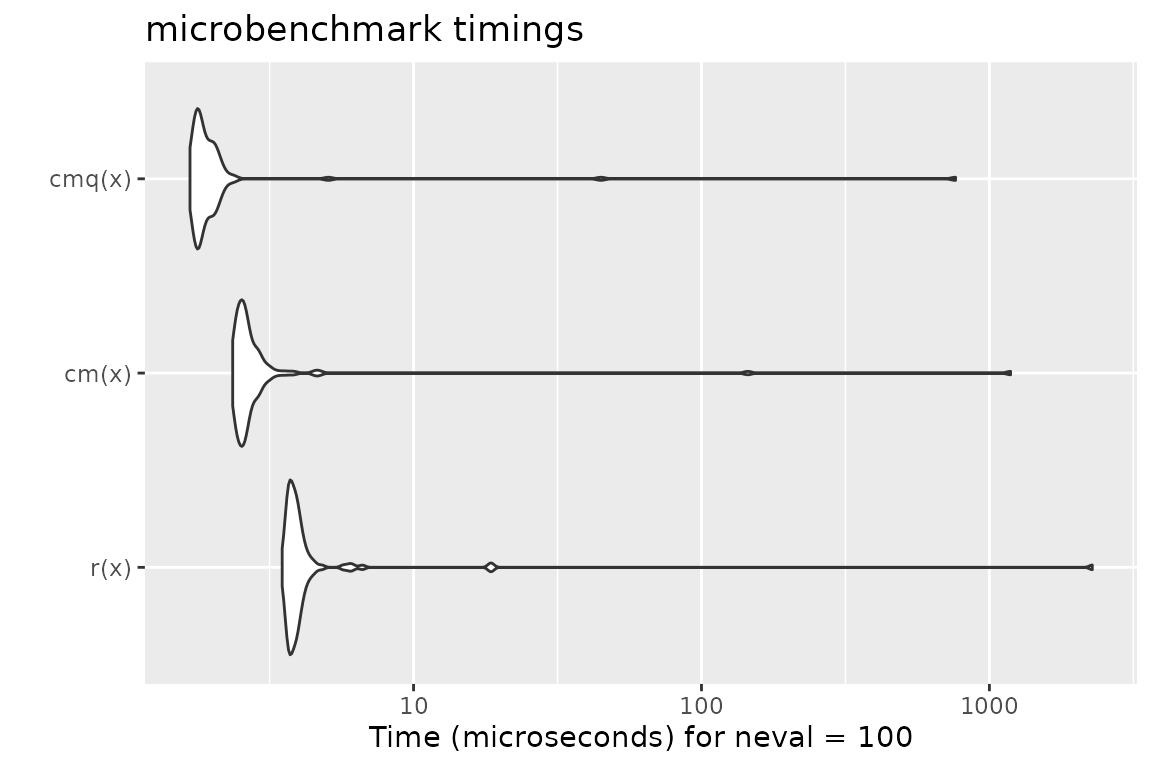 microbenchmark timings
cmq(x)
cm(x)
r(x)
10 100 1000
Time (microseconds) for neval = 100